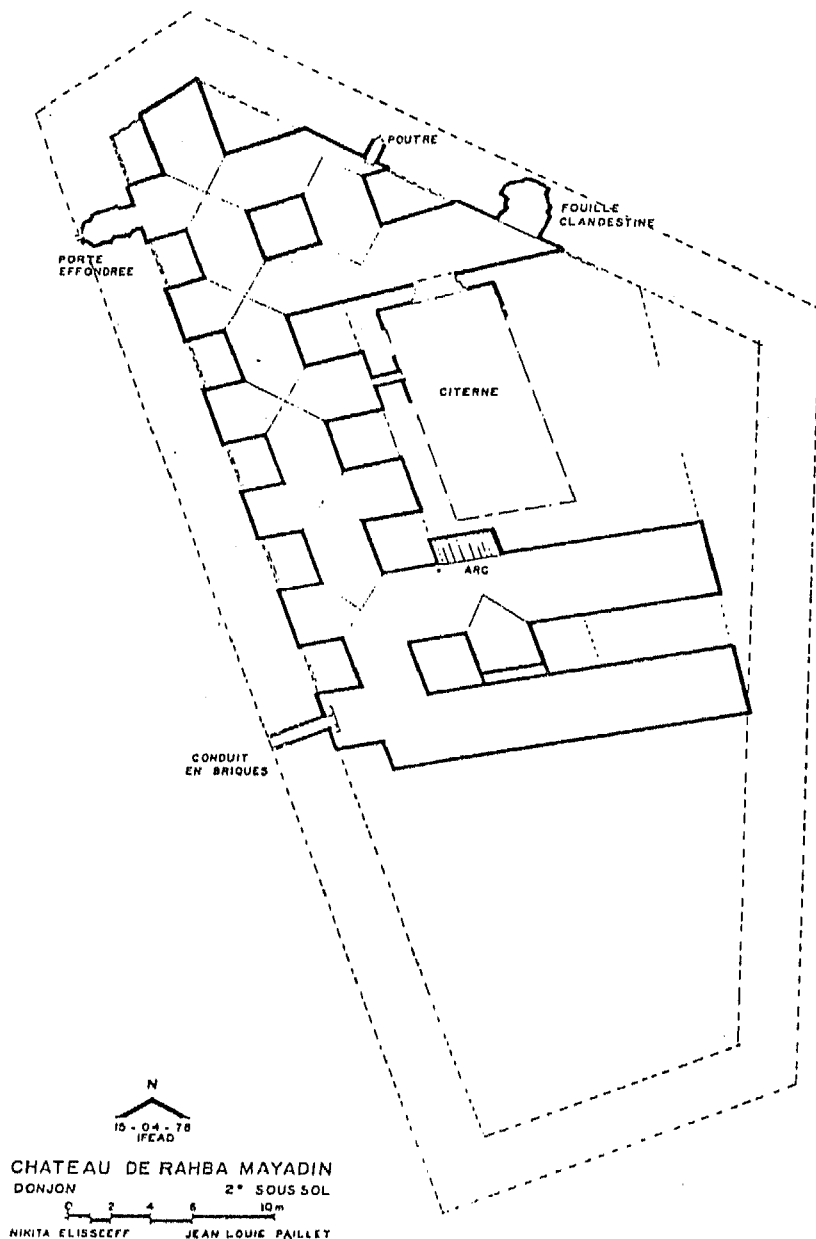 POUTRE
FOUILLE
CLANDESTINE
PORTE
EFFONDREE
CITERNE
ARC
CONDUIT
EN BRIQUES
N
15-04-78
IFEAD
CHATEAU DE RAHBA MAYADIN
DONJON 2° SOUS SOL
0 2 4 6 10m
NIKITA ELISSEEFF JEAN LOUIS PAILLET